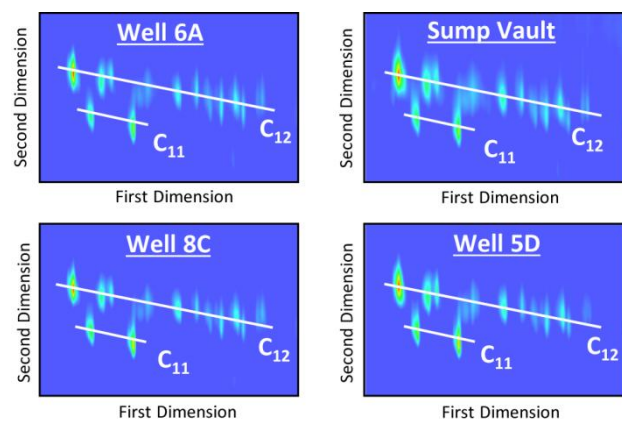 Well 6A
Second Dimension
C₁₁
C₁₂
First Dimension
Sump Vault
Second Dimension
C₁₁
C₁₂
First Dimension
Well 8C
Second Dimension
C₁₁
C₁₂
First Dimension
Well 5D
Second Dimension
C₁₁
C₁₂
First Dimension